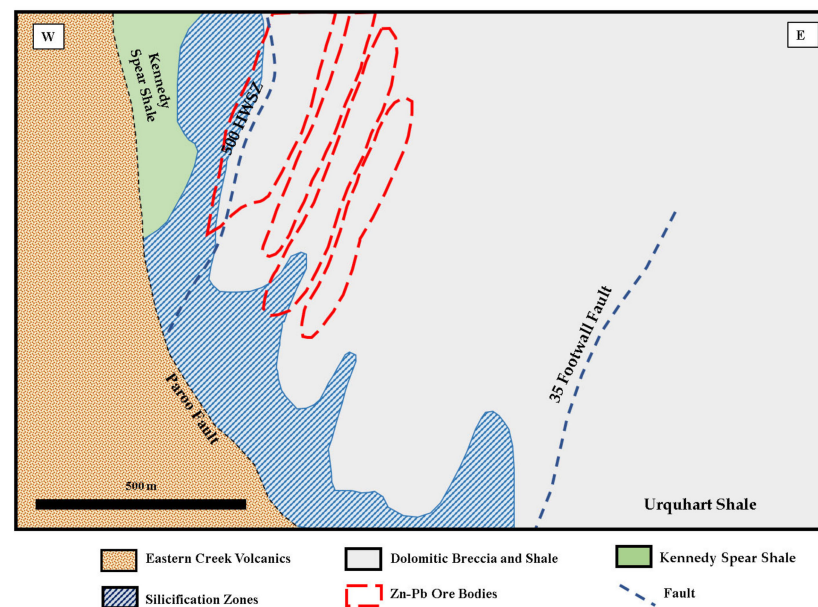 W
E
Kennedy
Spear Shale
500 HWSZ
35 Footwall Fault
Paroo Fault
500 m
Urquhart Shale
Eastern Creek Volcanics
Dolomitic Breccia and Shale
Kennedy Spear Shale
Silicification Zones
Zn-Pb Ore Bodies
Fault